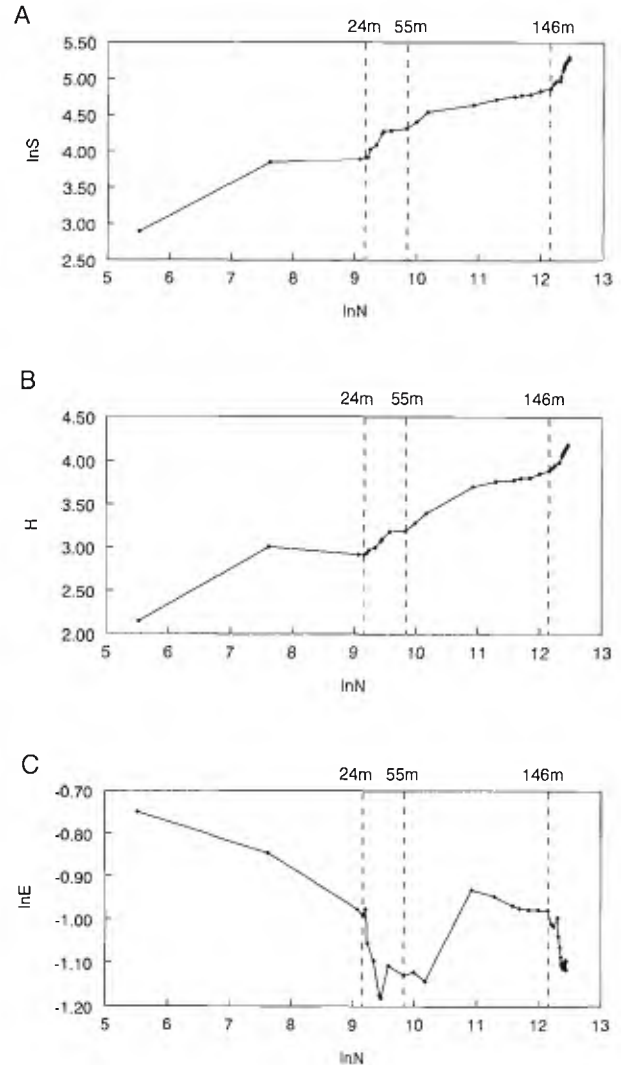 A
24m 55m 146m
5.50
5.00
4.50
4.00
3.50
3.00
2.50
lnS
5 6 7 8 9 10 11 12 13
lnN
B
24m 55m 146m
4.50
4.00
3.50
3.00
2.50
2.00
H
5 6 7 8 9 10 11 12 13
lnN
C
24m 55m 146m
-0.70
-0.80
-0.90
-1.00
-1.10
-1.20
lnE
5 6 7 8 9 10 11 12 13
lnN